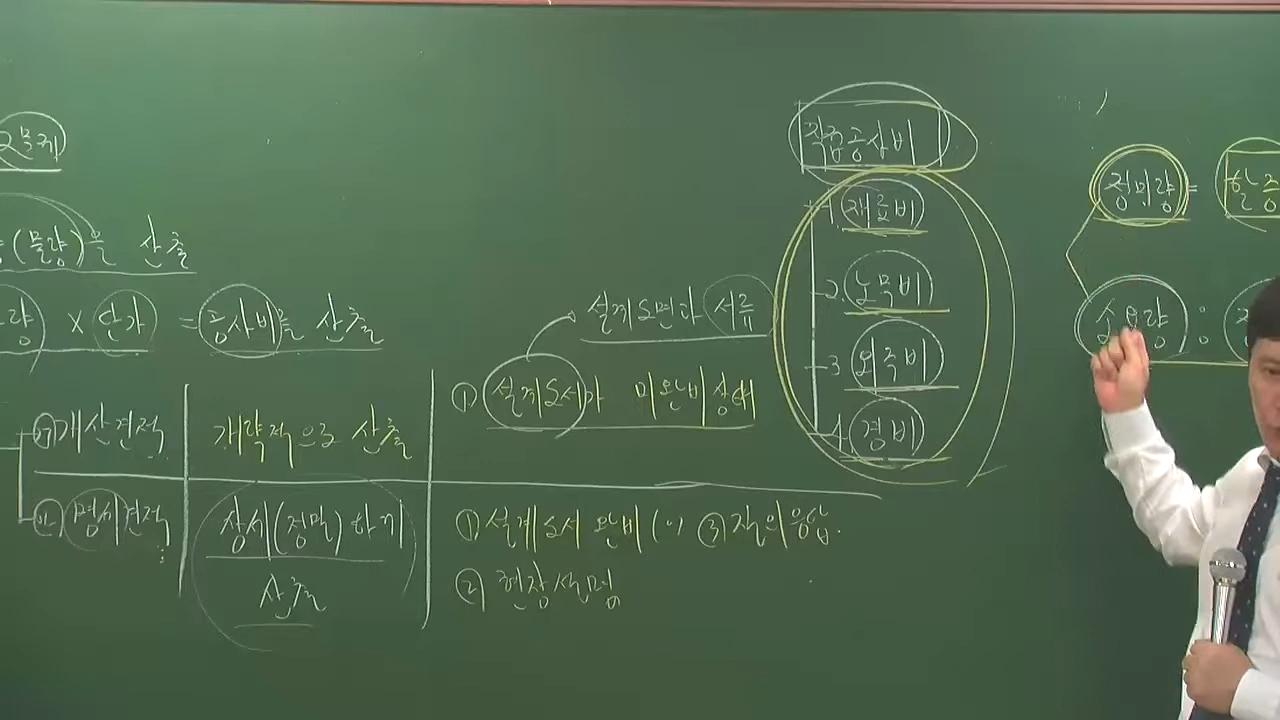 (물량)을 산출
량 × 단가 = 공사비를 산출
개산견적 개략적으로 산출
① 설계도서가 미완비상태
설계도면과 서류
명세견적 상세(정밀)하게 산출
① 설계도서 완비 ③ 질의응답.
② 현장설명
직접공사비
1. 재료비
2. 노무비
3 외주비
4 경비
정미량 = 할증
소요량 :